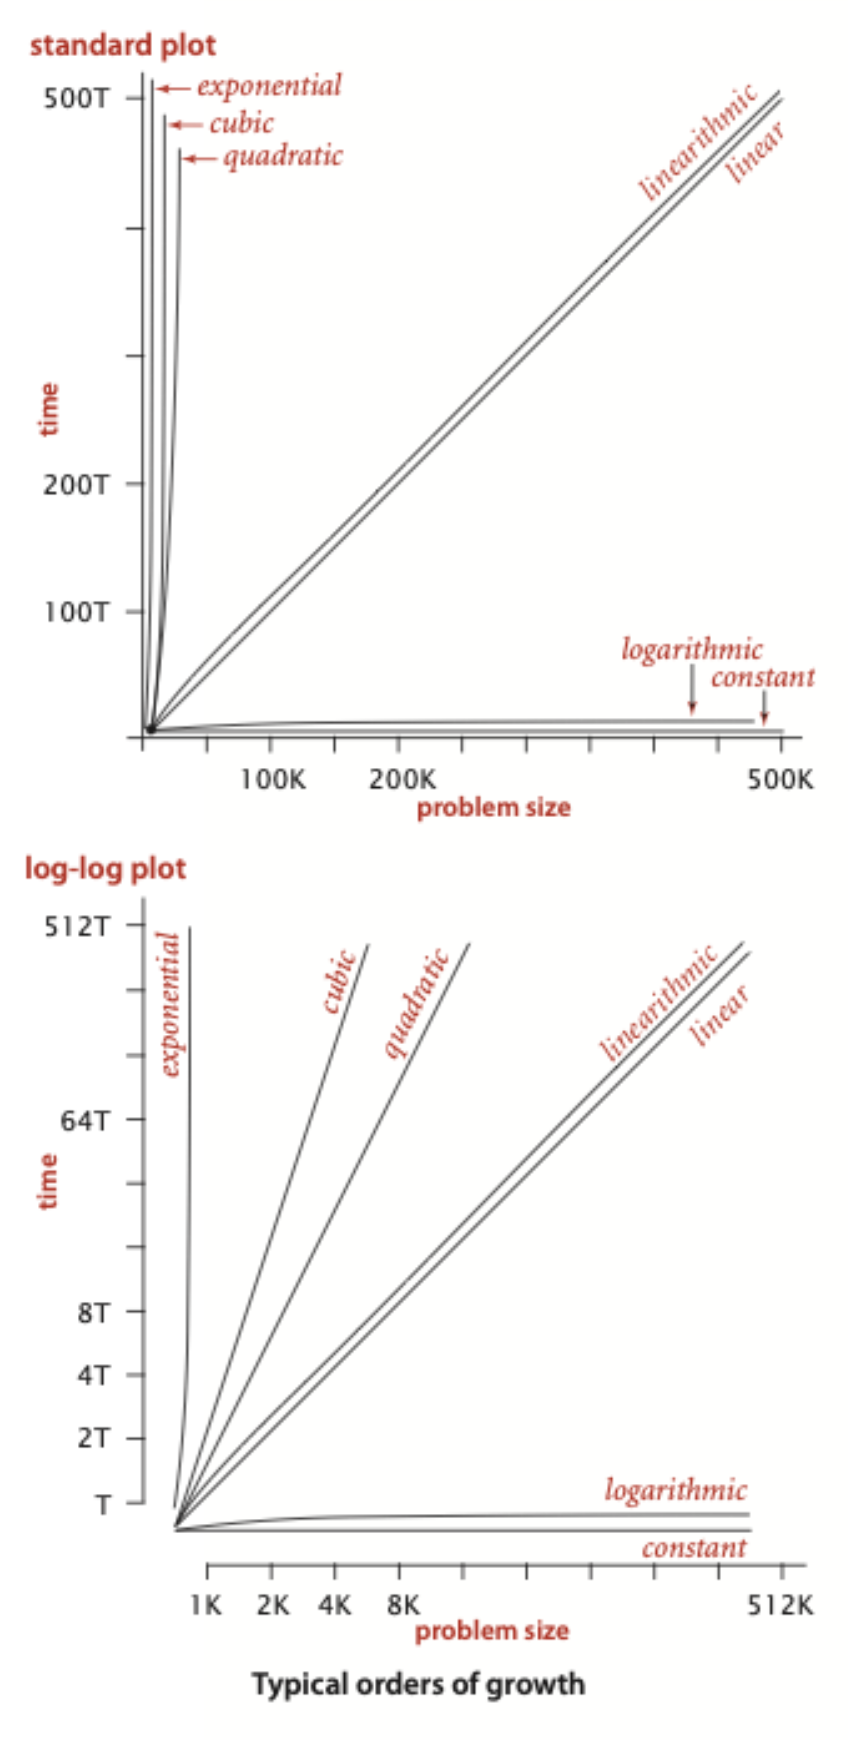 standard plot
500T
exponential
cubic
quadratic
linearithmic
linear
time
200T
100T
logarithmic
constant
100K 200K 500K
problem size
log-log plot
512T
exponential
cubic
quadratic
linearithmic
linear
64T
time
8T
4T
2T
T
logarithmic
constant
1K 2K 4K 8K 512K
problem size
Typical orders of growth